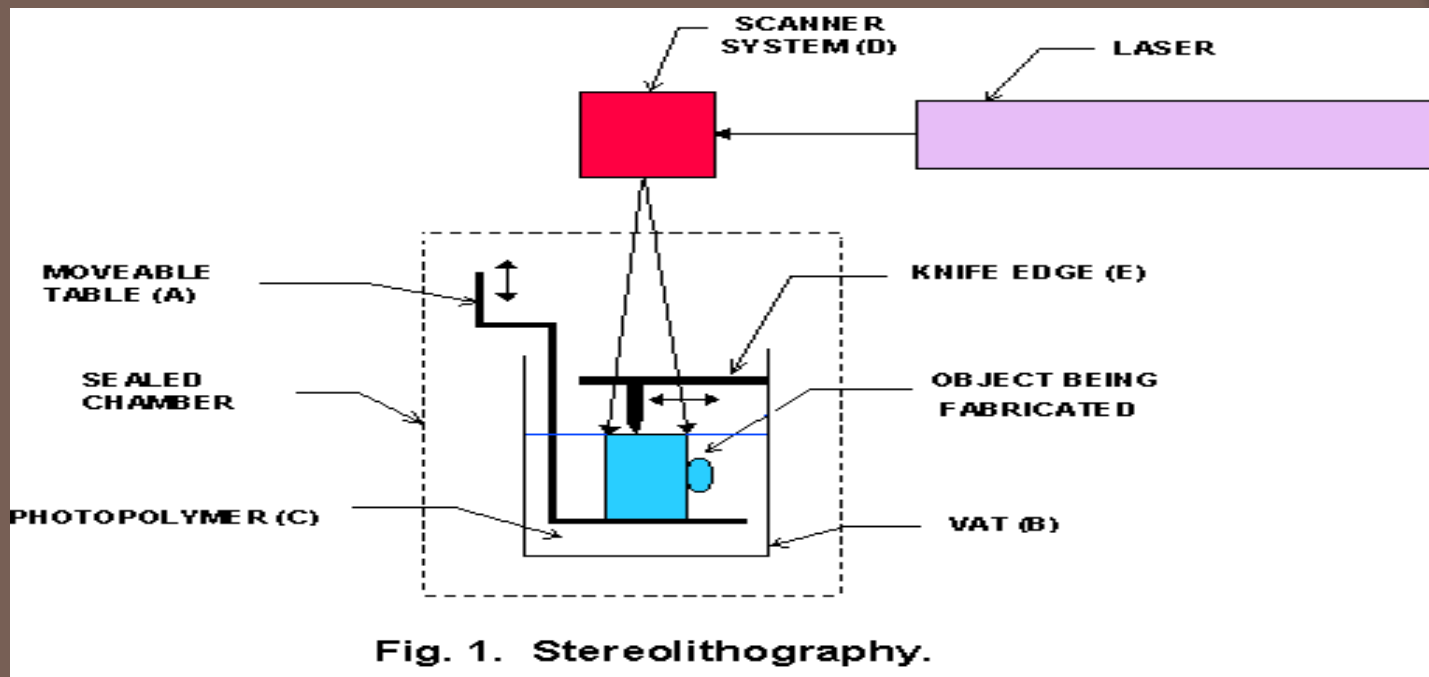 SCANNER
SYSTEM (D)
LASER
MOVEABLE
TABLE (A)
KNIFE EDGE (E)
SEALED
CHAMBER
OBJECT BEING
FABRICATED
PHOTOPOLYMER (C)
VAT (B)
Fig. 1. Stereolithography.